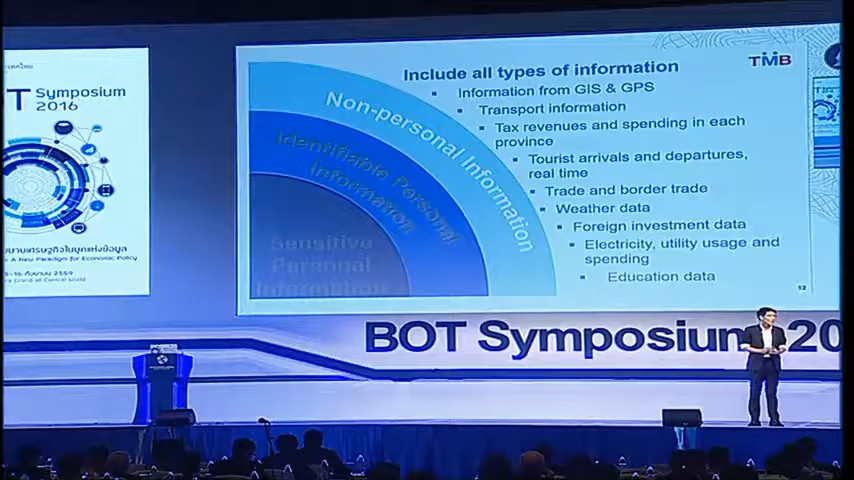 T Symposium
2016
A New Paradigm for Economic Policy
TMB
Include all types of information
Information from GIS & GPS
Transport information
Tax revenues and spending in each
province
Tourist arrivals and departures,
real time
Trade and border trade
Weather data
Foreign investment data
Electricity, utility usage and
spending
Education data
Non-personal Information
Identifiable Personal
Information
Sensitive
Personal
Information
12
BOT Symposium 20